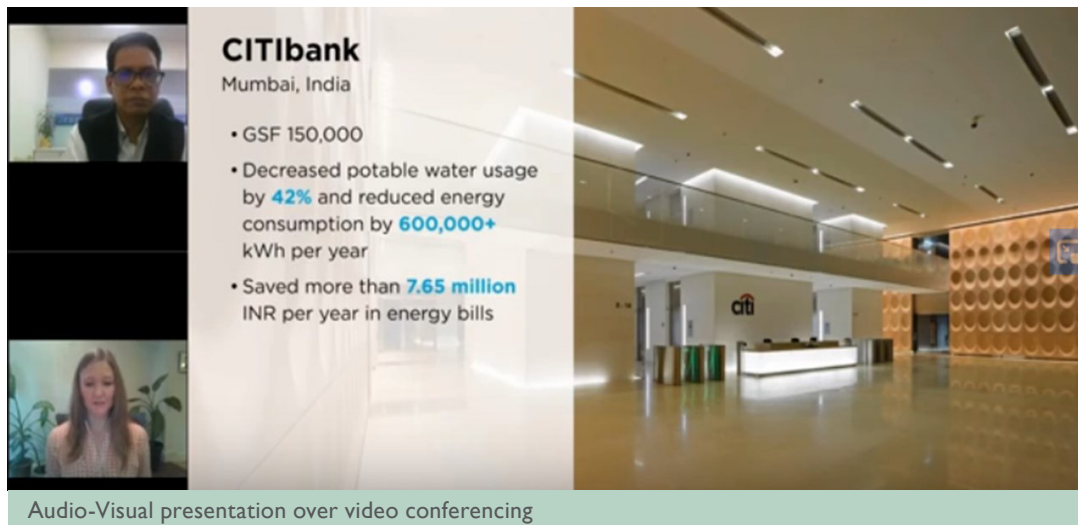 CITIbank
Mumbai, India
• GSF 150,000
• Decreased potable water usage
by 42% and reduced energy
consumption by 600,000+
kWh per year
• Saved more than 7.65 million
INR per year in energy bills
citi
Audio-Visual presentation over video conferencing